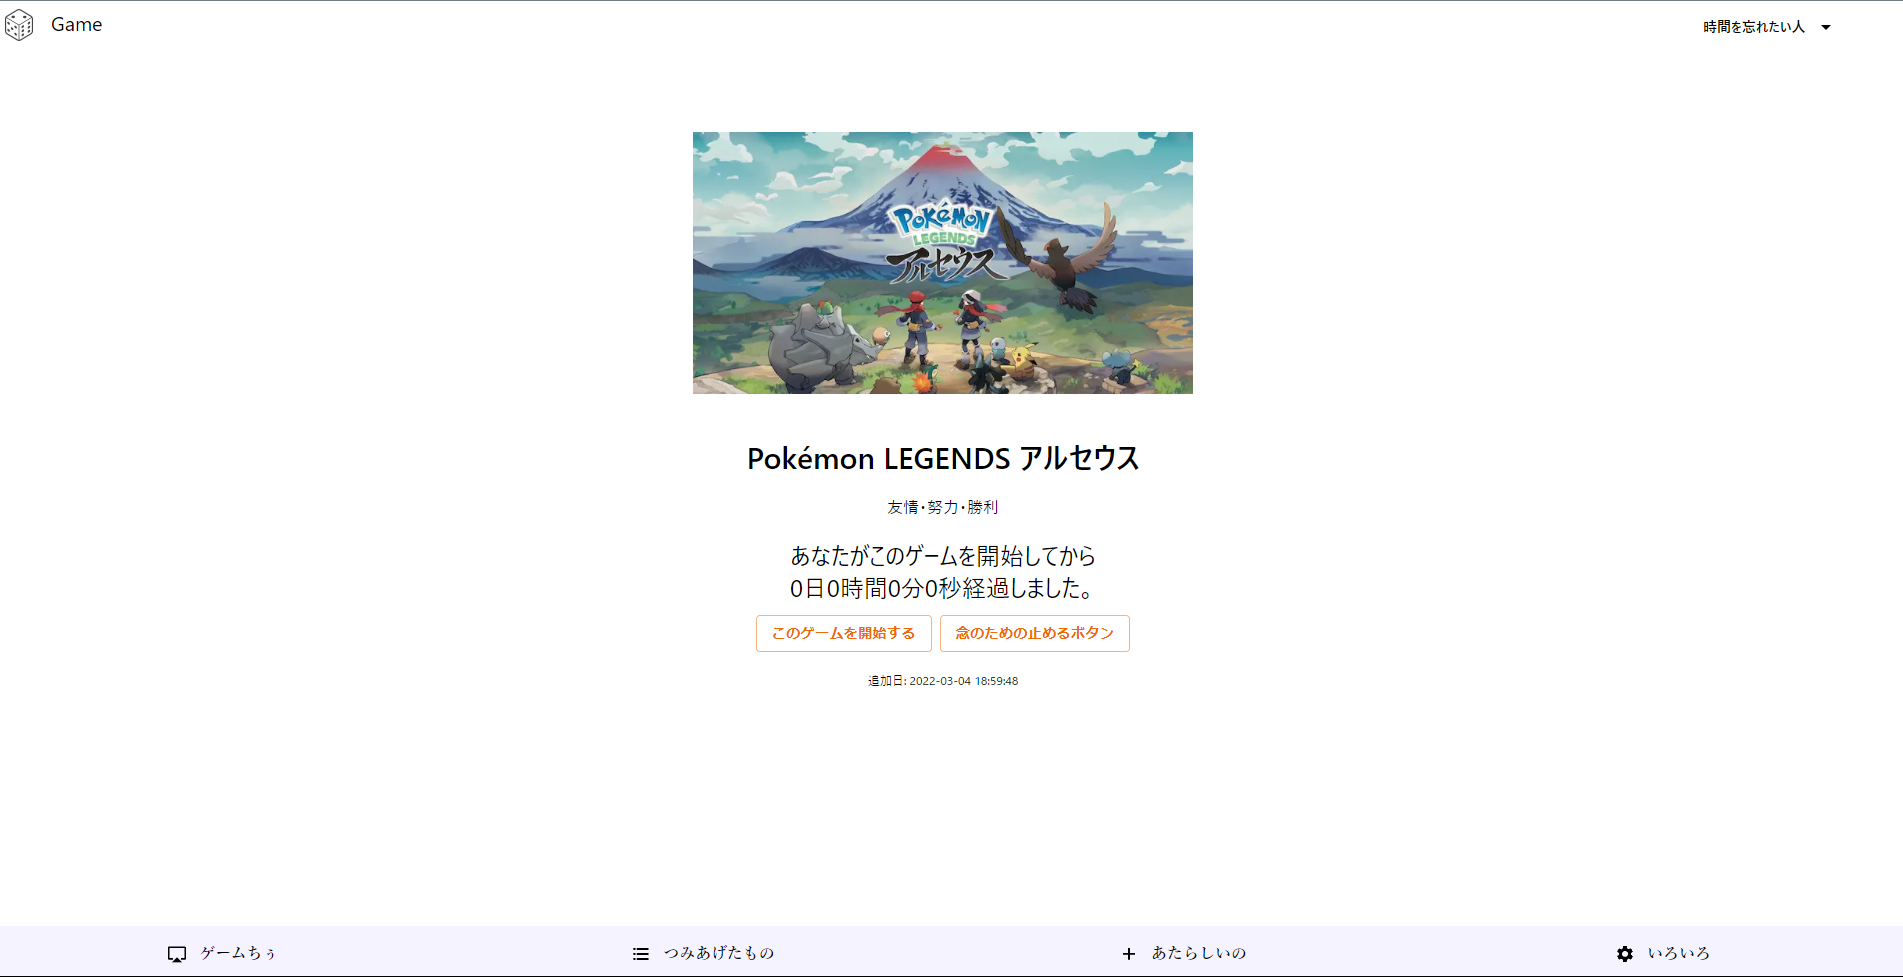 Game
時間を忘れたい人
POKéMON
LEGENDS
アルセウス
Pokémon LEGENDS アルセウス
友情・努力・勝利
あなたがこのゲームを開始してから
0日0時間0分0秒経過しました。
このゲームを開始する
念のための止めるボタン
追加日: 2022-03-04 18:59:48
ゲームちぅ
つみあげたもの
あたらしいの
いろいろ